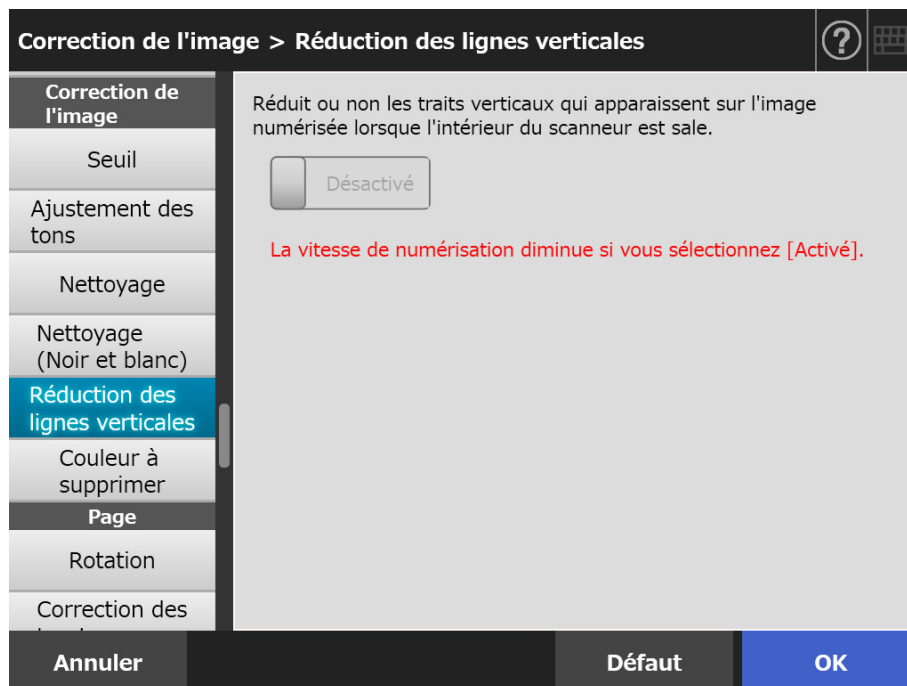 Correction de l'image > Réduction des lignes verticales
?
Correction de
l'image
Seuil
Ajustement des
tons
Nettoyage
Nettoyage
(Noir et blanc)
Réduction des
lignes verticales
Couleur à
supprimer
Page
Rotation
Correction des
Réduit ou non les traits verticaux qui apparaissent sur l'image
numérisée lorsque l'intérieur du scanneur est sale.
Désactivé
La vitesse de numérisation diminue si vous sélectionnez [Activé].
Annuler
Défaut
OK